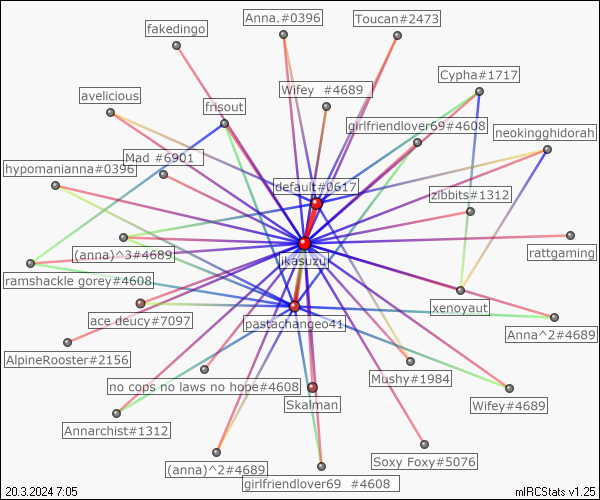 Anna.#0396
Toucan#2473
fakedingo
Cypha#1717
Wifey #4689
avelicious
frisout
girlfriendlover69#4608
neokingghidorah
Mad #6901
hypomanianna#0396
default#0617
zibbits#1312
(anna)^3#4689
ikasuzu
rattgaming
ramshackle gorey#4608
xenoyaut
ace deucy#7097
pastachangeo41
Anna^2#4689
AlpineRooster#2156
no cops no laws no hope#4608
Mushy#1984
Skalman
Wifey#4689
Annarchist#1312
(anna)^2#4689
Soxy Foxy#5076
girlfriendlover69 #4608
20.3.2024 7:05
mIRCStats v1.25